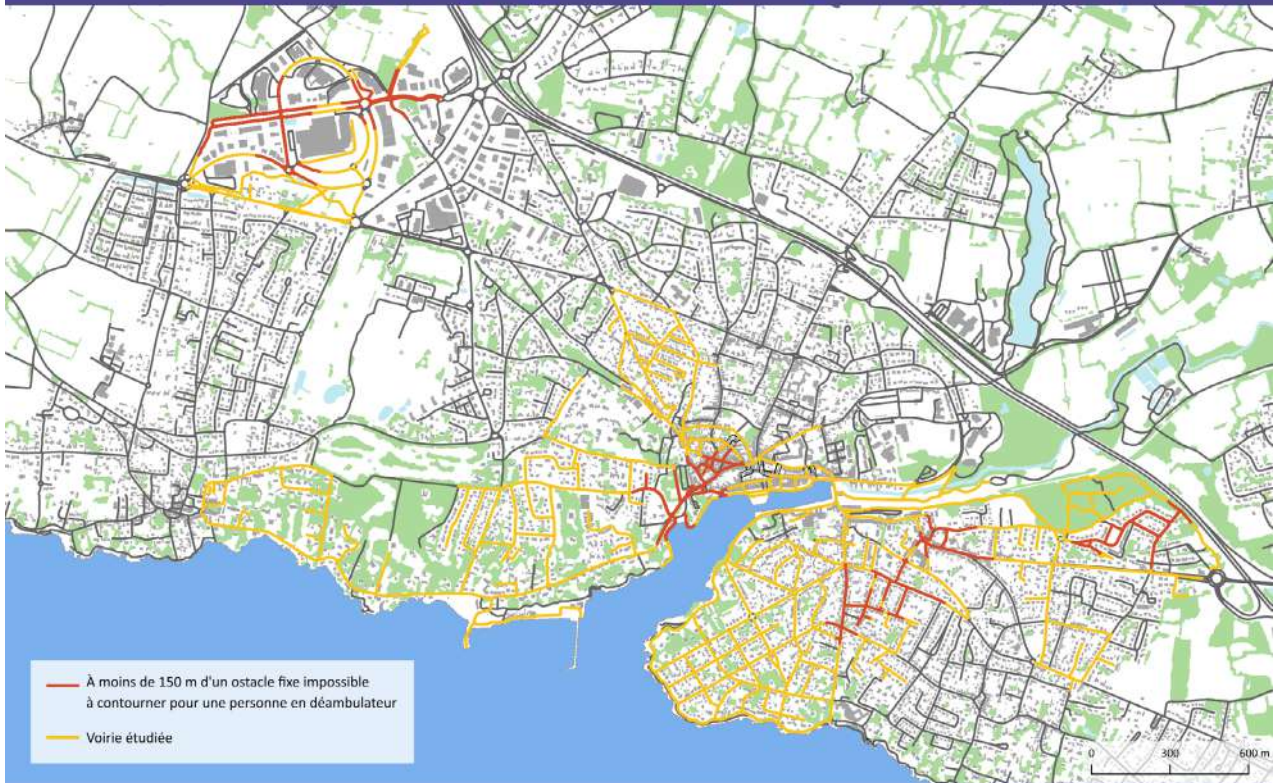 À moins de 150 m d'un ostacle fixe impossible
à contourner pour une personne en déambulateur
Voirie étudiée
0 300 600 m